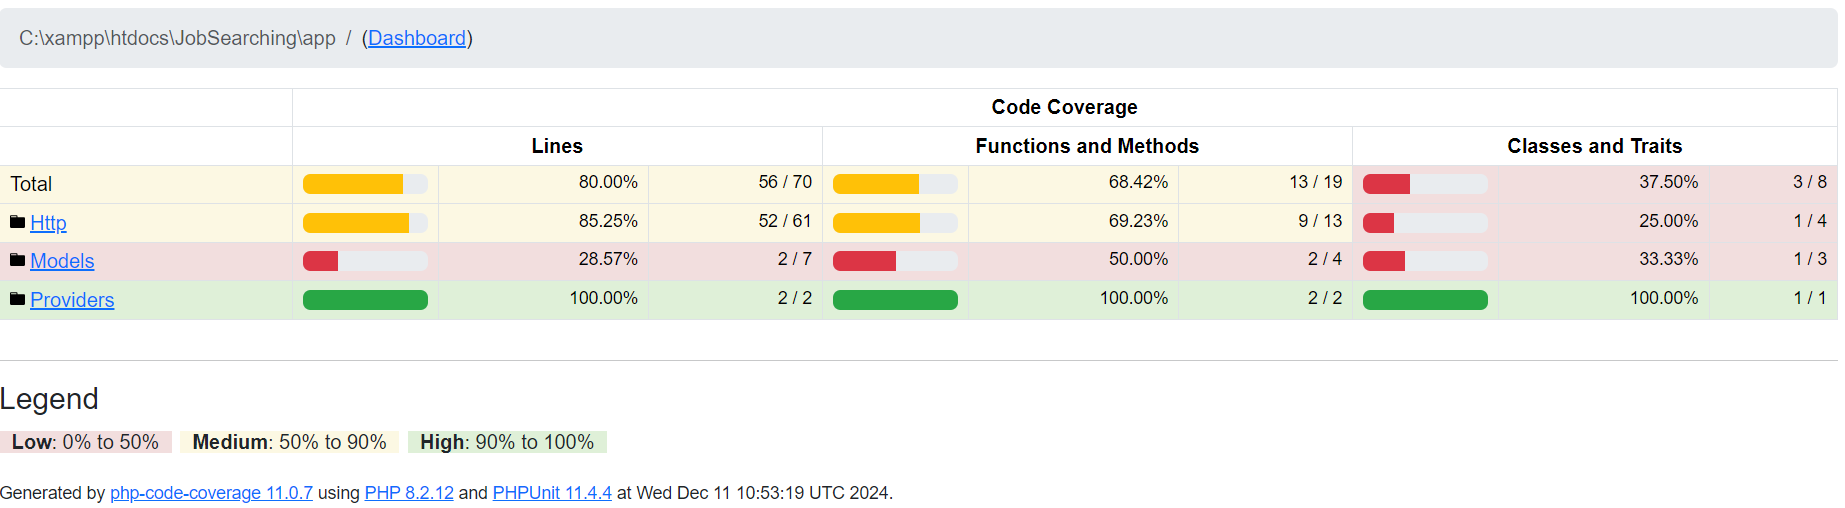 C:\xampp\htdocs\JobSearching\app / (Dashboard)
Code Coverage
Lines Functions and Methods Classes and Traits
Total 80.00% 56 / 70 68.42% 13 / 19 37.50% 3 / 8
Http 85.25% 52 / 61 69.23% 9 / 13 25.00% 1 / 4
Models 28.57% 2 / 7 50.00% 2 / 4 33.33% 1 / 3
Providers 100.00% 2 / 2 100.00% 2 / 2 100.00% 1 / 1
Legend
Low: 0% to 50% Medium: 50% to 90% High: 90% to 100%
Generated by php-code-coverage 11.0.7 using PHP 8.2.12 and PHPUnit 11.4.4 at Wed Dec 11 10:53:19 UTC 2024.